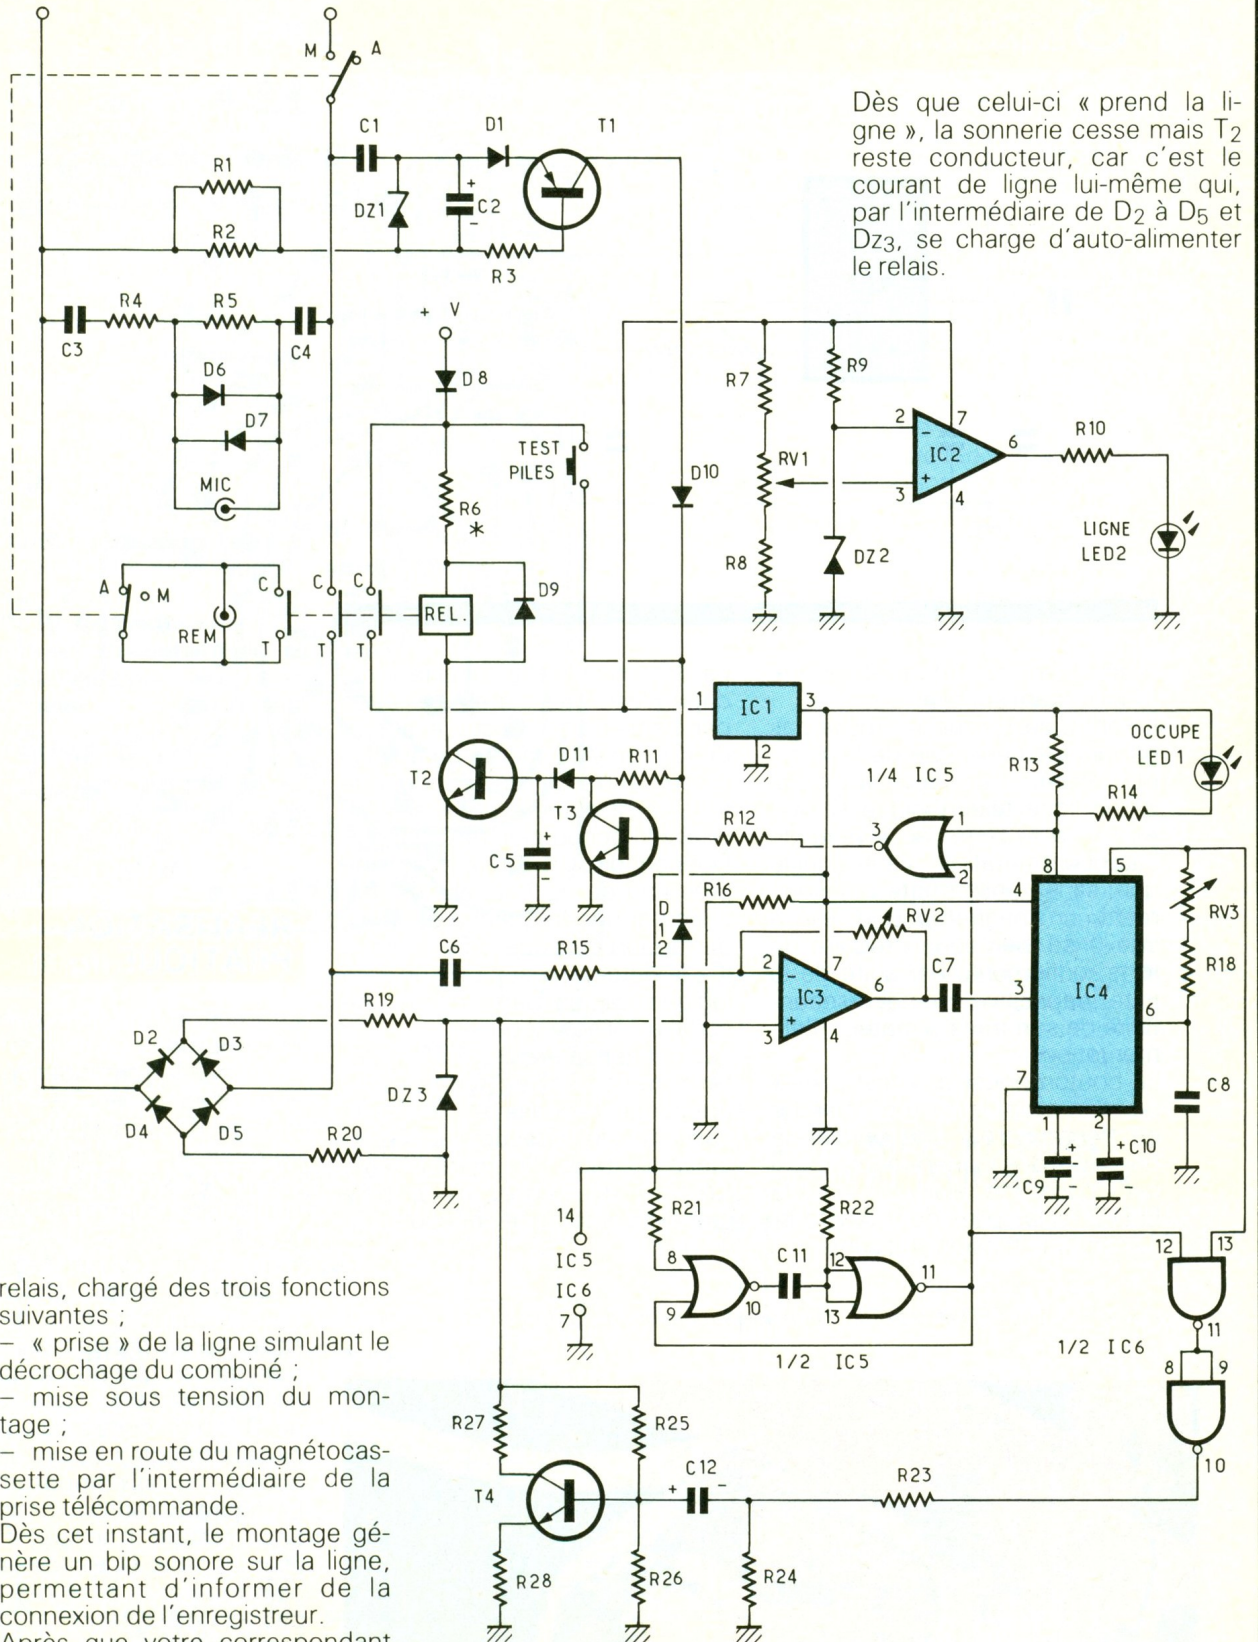 M
A
C1
D1
T1
R1
DZ1
+
C2
-
R2
R3
Dès que celui-ci « prend la li-
gne », la sonnerie cesse mais T2
reste conducteur, car c'est le
courant de ligne lui-même qui,
par l'intermédiaire de D2 à D5 et
Dz3, se charge d'auto-alimenter
le relais.
R4
R5
C3
C4
+ V
D6
D7
D8
MIC
TEST
PILES
R6
*
D10
R7
R9
RV1
2
-
7
IC2
6
R10
+
3
4
R8
DZ2
LIGNE
LED2
A
M
REM
C
T
C
T
C
T
REL.
D9
1
IC1
3
2
OCCUPE
LED1
R13
R14
T2
D11
R11
1/4 IC5
T3
R12
3
1
2
+
C5
-
8
5
R16
4
RV2
RV3
D
1
2
C6
R15
2
-
7
IC3
6
C7
3
IC4
R18
+
3
4
6
R19
D2
D3
DZ3
D4
D5
R20
7
C8
1
2
+
-
C9
-
+
C10
-
R21
R22
14
IC5
IC6
7
8
9
10
C11
12
13
11
1/2 IC5
12
13
11
1/2 IC6
8
9
10
relais, chargé des trois fonctions
suivantes ;
– « prise » de la ligne simulant le
décrochage du combiné ;
– mise sous tension du mon-
tage ;
– mise en route du magnétocas-
sette par l'intermédiaire de la
prise télécommande.
Dès cet instant, le montage gé-
nère un bip sonore sur la ligne,
permettant d'informer de la
connexion de l'enregistreur.
Après que votre correspondant
R27
R25
T4
+
C12
-
R23
R28
R26
R24